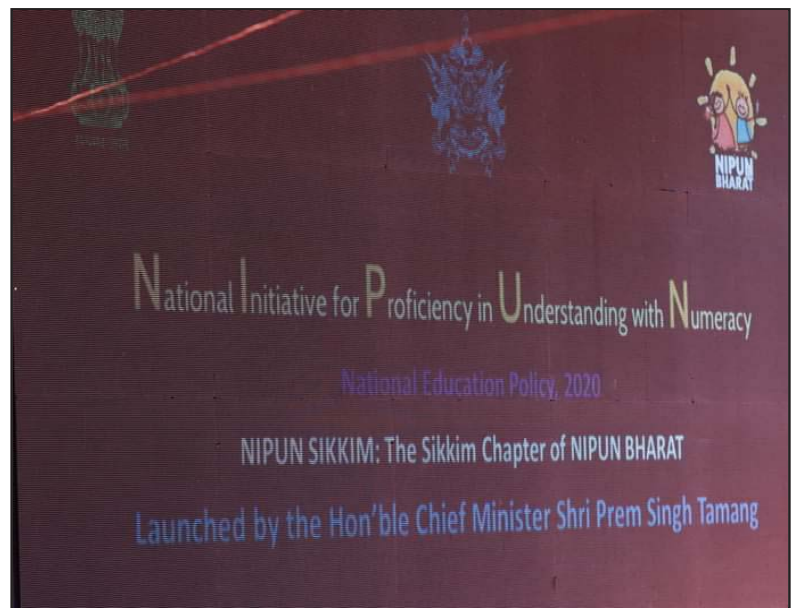 NIPUN
BHARAT
National Initiative for Proficiency in Understanding with Numeracy
National Education Policy, 2020
NIPUN SIKKIM: The Sikkim Chapter of NIPUN BHARAT
Launched by the Hon'ble Chief Minister Shri Prem Singh Tamang